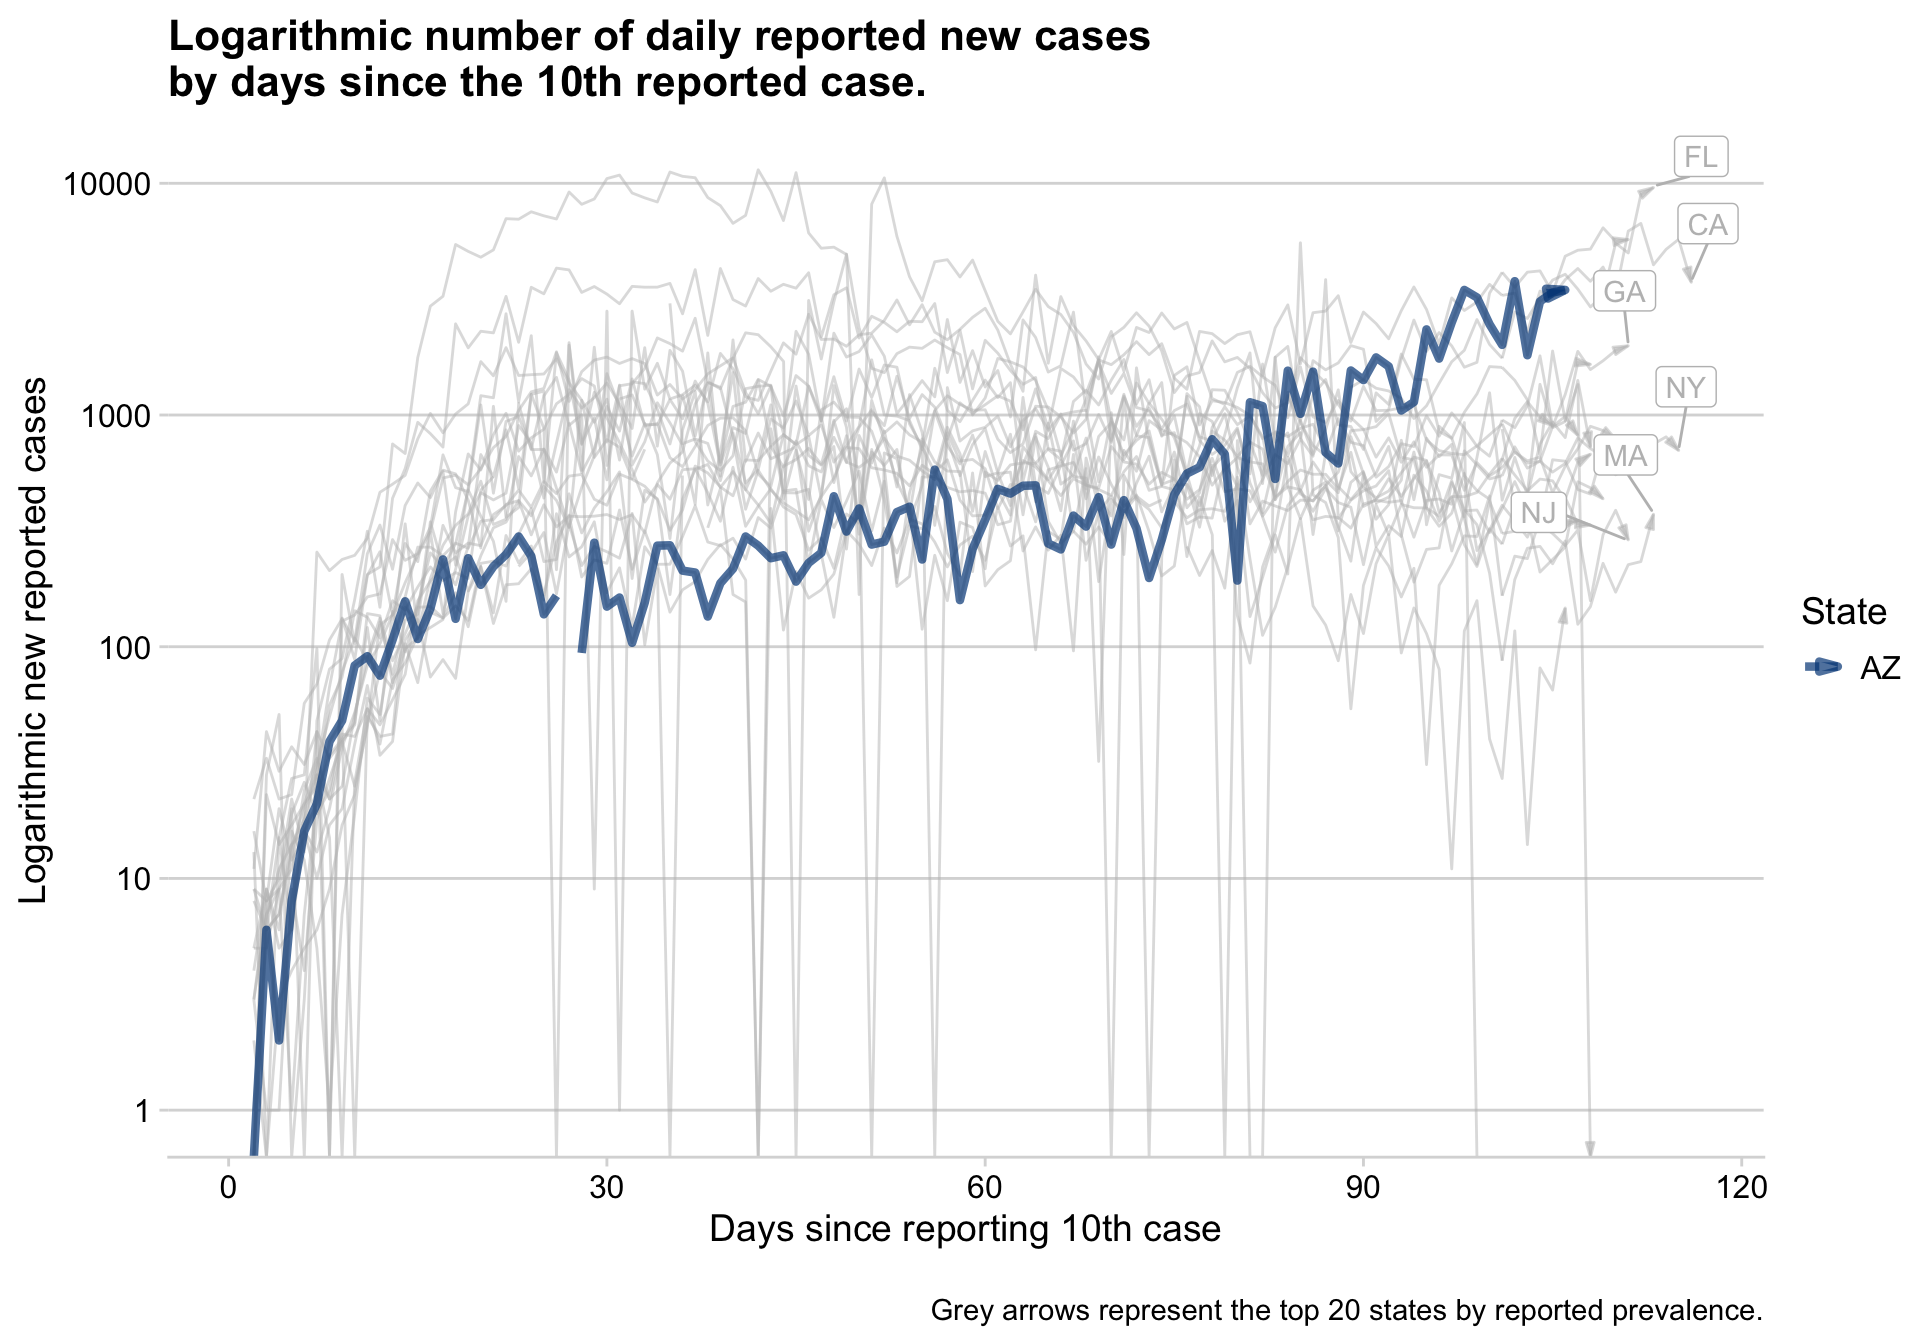 Logarithmic number of daily reported new cases
by days since the 10th reported case.
Logarithmic new reported cases
10000
1000
100
10
1
FL
CA
GA
NY
MA
NJ
State
AZ
0
30
60
90
120
Days since reporting 10th case
Grey arrows represent the top 20 states by reported prevalence.